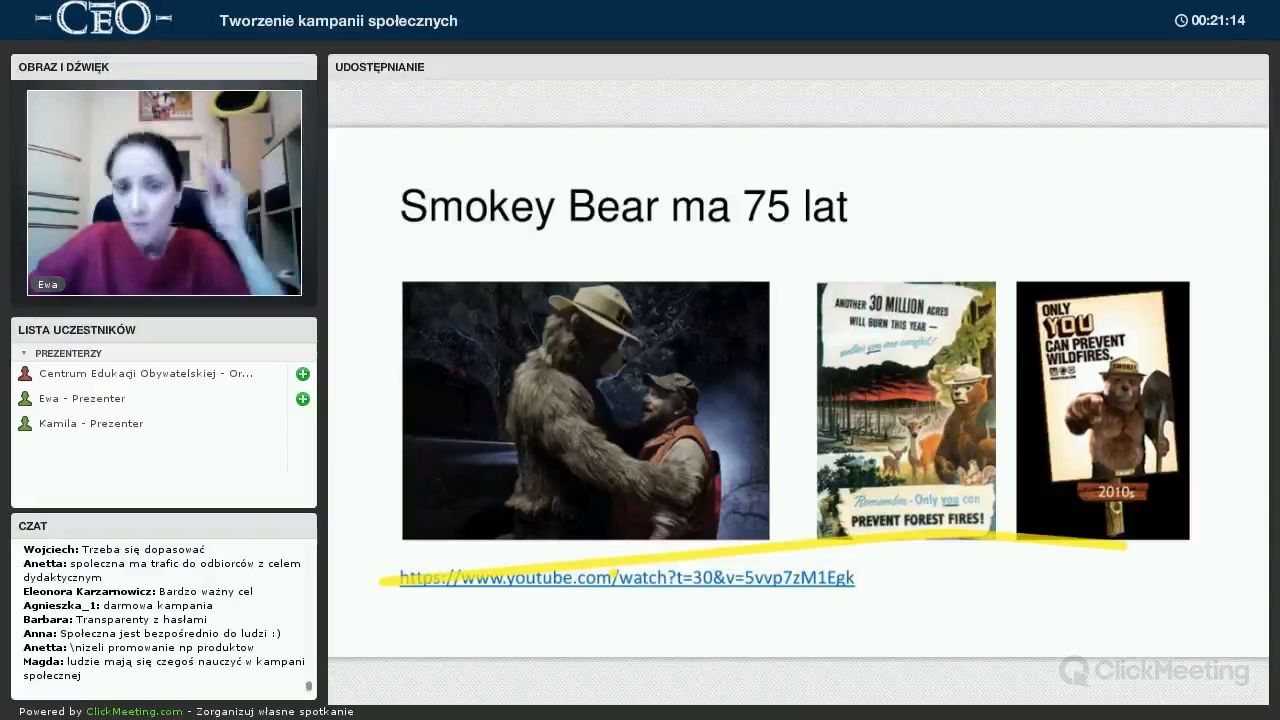 CEO
Tworzenie kampanii społecznych
00:21:14
OBRAZ I DŹWIĘK
Ewa
LISTA UCZESTNIKÓW
PREZENTERZY
Centrum Edukacji Obywatelskiej - Or...
Ewa - Prezenter
Kamila - Prezenter
CZAT
Wojciech: Trzeba się dopasować
Anetta: spoleczna ma trafic do odbiorców z celem
dydaktycznym
Eleonora Karzarnowicz: Bardzo ważny cel
Agnieszka_1: darmowa kampania
Barbara: Transparenty z hasłami
Anna: Społeczna jest bezpośrednio do ludzi :)
Anetta: \nizeli promowanie np produktow
Magda: ludzie mają się czegoś nauczyć w kampani
społecznej
UDOSTĘPNIANIE
Smokey Bear ma 75 lat
ANOTHER 30 MILLION ACRES
WILL BURN THIS YEAR —
unless you are careful!
Remember - Only you can
PREVENT FOREST FIRES!
ONLY
YOU
CAN PREVENT
WILDFIRES.
SMOKEY
2010s
https://www.youtube.com/watch?t=30&v=5vvp7zM1Egk
ClickMeeting
Powered by ClickMeeting.com - Zorganizuj własne spotkanie